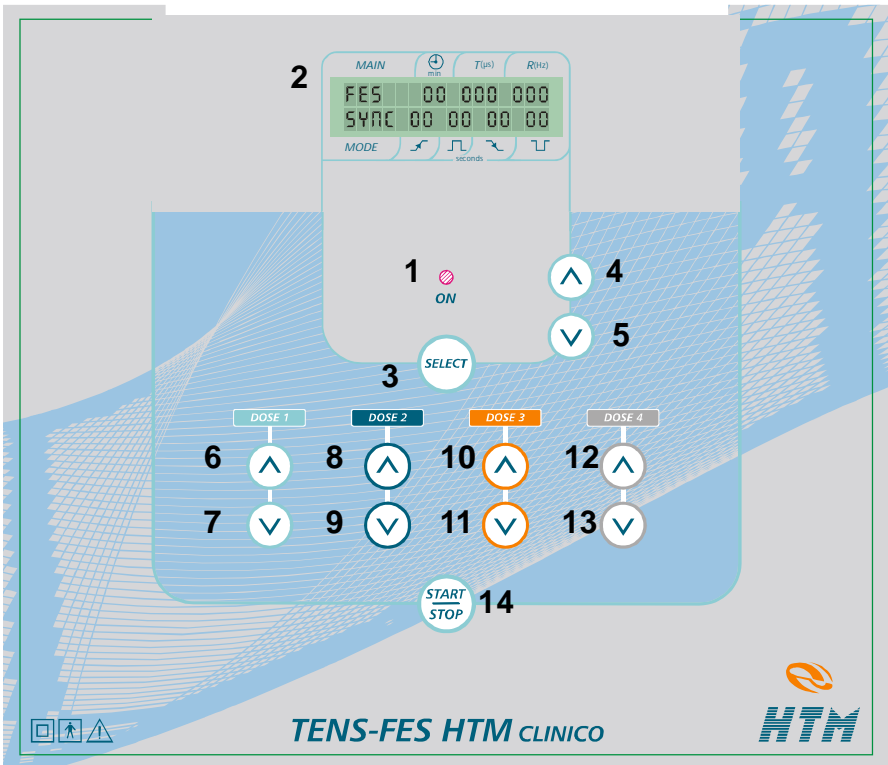 2
MAIN min T(μs) R(Hz)
FES 00 000 000
SYNC 00 00 00 00
MODE seconds
1 4
ON
5
SELECT
3
DOSE 1 DOSE 2 DOSE 3 DOSE 4
6 8 10 12
7 9 11 13
START
STOP
14
TENS-FES HTM CLINICO
HTM